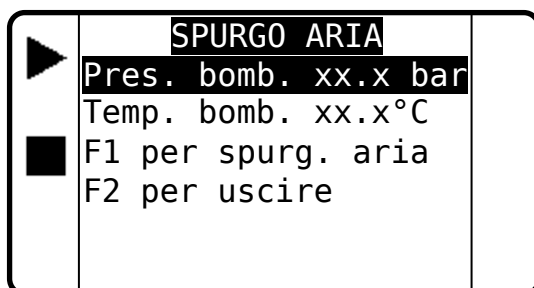 SPURGO ARIA
Pres. bomb. xx.x bar
Temp. bomb. xx.x°C
F1 per spurg. aria
F2 per uscire